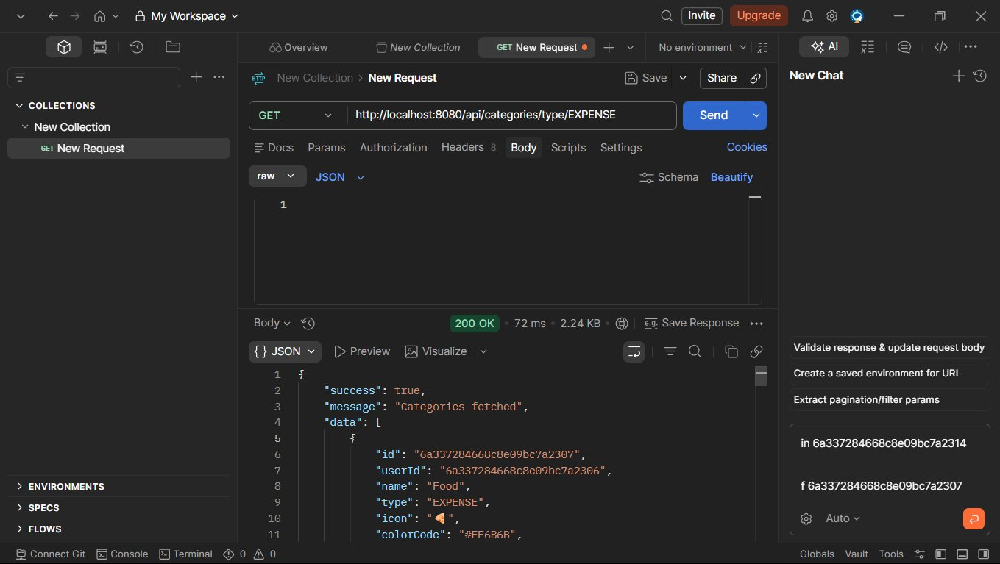 My Workspace
Invite
Upgrade
Overview
New Collection
GET New Request
No environment
AI
New Collection > New Request
Save
Share
New Chat
COLLECTIONS
New Collection
GET New Request
HTTP
GET
http://localhost:8080/api/categories/type/EXPENSE
Send
Docs
Params
Authorization
Headers 8
Body
Scripts
Settings
Cookies
raw
JSON
Schema
Beautify
1
Body
200 OK
72 ms
2.24 KB
e.g. Save Response
{} JSON
Preview
Visualize
1 {
2 "success": true,
3 "message": "Categories fetched",
4 "data": [
5 {
6 "id": "6a337284668c8e09bc7a2307",
7 "userId": "6a337284668c8e09bc7a2306",
8 "name": "Food",
9 "type": "EXPENSE",
10 "icon": "🍕",
11 "colorCode": "#FF6B6B",
Validate response & update request body
Create a saved environment for URL
Extract pagination/filter params
in 6a337284668c8e09bc7a2314
f 6a337284668c8e09bc7a2307
Auto
ENVIRONMENTS
SPECS
FLOWS
Connect Git
Console
Terminal
0
0
Globals
Vault
Tools